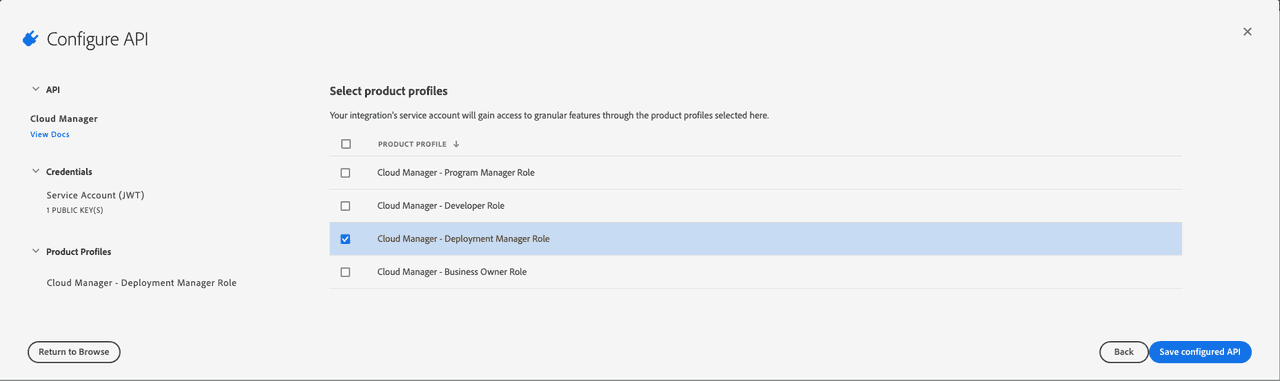 Configure API
API
Cloud Manager
View Docs
Credentials
Service Account (JWT)
1 PUBLIC KEY(S)
Product Profiles
Cloud Manager - Deployment Manager Role
Select product profiles
Your integration's service account will gain access to granular features through the product profiles selected here.
PRODUCT PROFILE
Cloud Manager - Program Manager Role
Cloud Manager - Developer Role
Cloud Manager - Deployment Manager Role
Cloud Manager - Business Owner Role
Return to Browse
Back
Save configured API